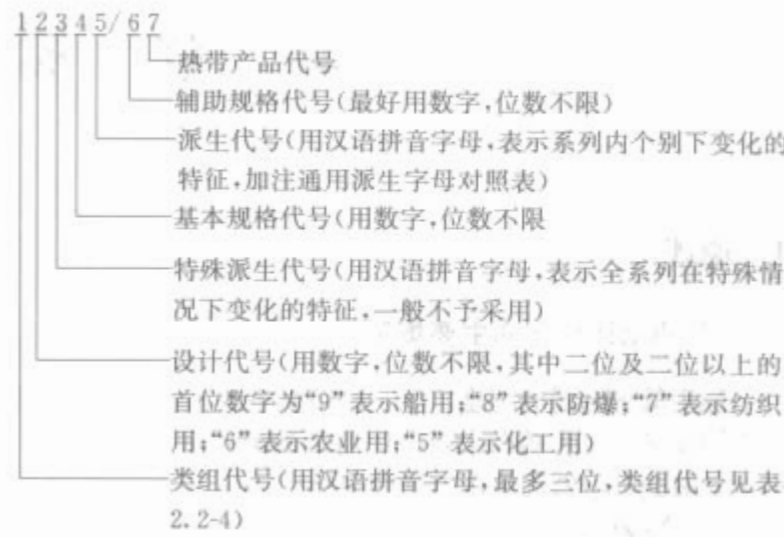 1 2 3 4 5/ 6 7
热带产品代号
辅助规格代号(最好用数字,位数不限)
派生代号(用汉语拼音字母,表示系列内个别下变化的
特征,加注通用派生字母对照表)
基本规格代号(用数字,位数不限
特殊派生代号(用汉语拼音字母,表示全系列在特殊情
况下变化的特征,一般不予采用)
设计代号(用数字,位数不限,其中二位及二位以上的
首位数字为“9”表示船用;“8”表示防爆;“7”表示纺织
用;“6”表示农业用;“5”表示化工用)
类组代号(用汉语拼音字母,最多三位,类组代号见表
2.2-4)